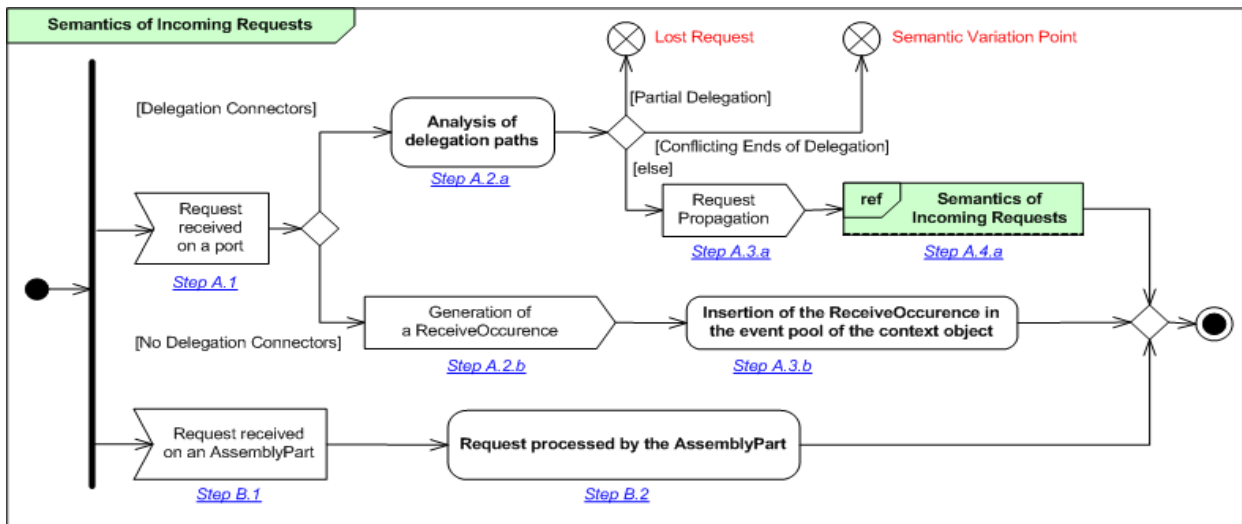 Semantics of Incoming Requests
Lost Request
Semantic Variation Point
[Delegation Connectors]
[Partial Delegation]
Analysis of
delegation paths
[Conflicting Ends of Delegation]
Step A.2.a
[else]
Request
received
on a port
Request
Propagation
ref
Semantics of
Incoming Requests
Step A.1
Step A.3.a
Step A.4.a
Generation of
a ReceiveOccurence
Insertion of the ReceiveOccurence in
the event pool of the context object
[No Delegation Connectors]
Step A.2.b
Step A.3.b
Request received
on an AssemblyPart
Request processed by the AssemblyPart
Step B.1
Step B.2